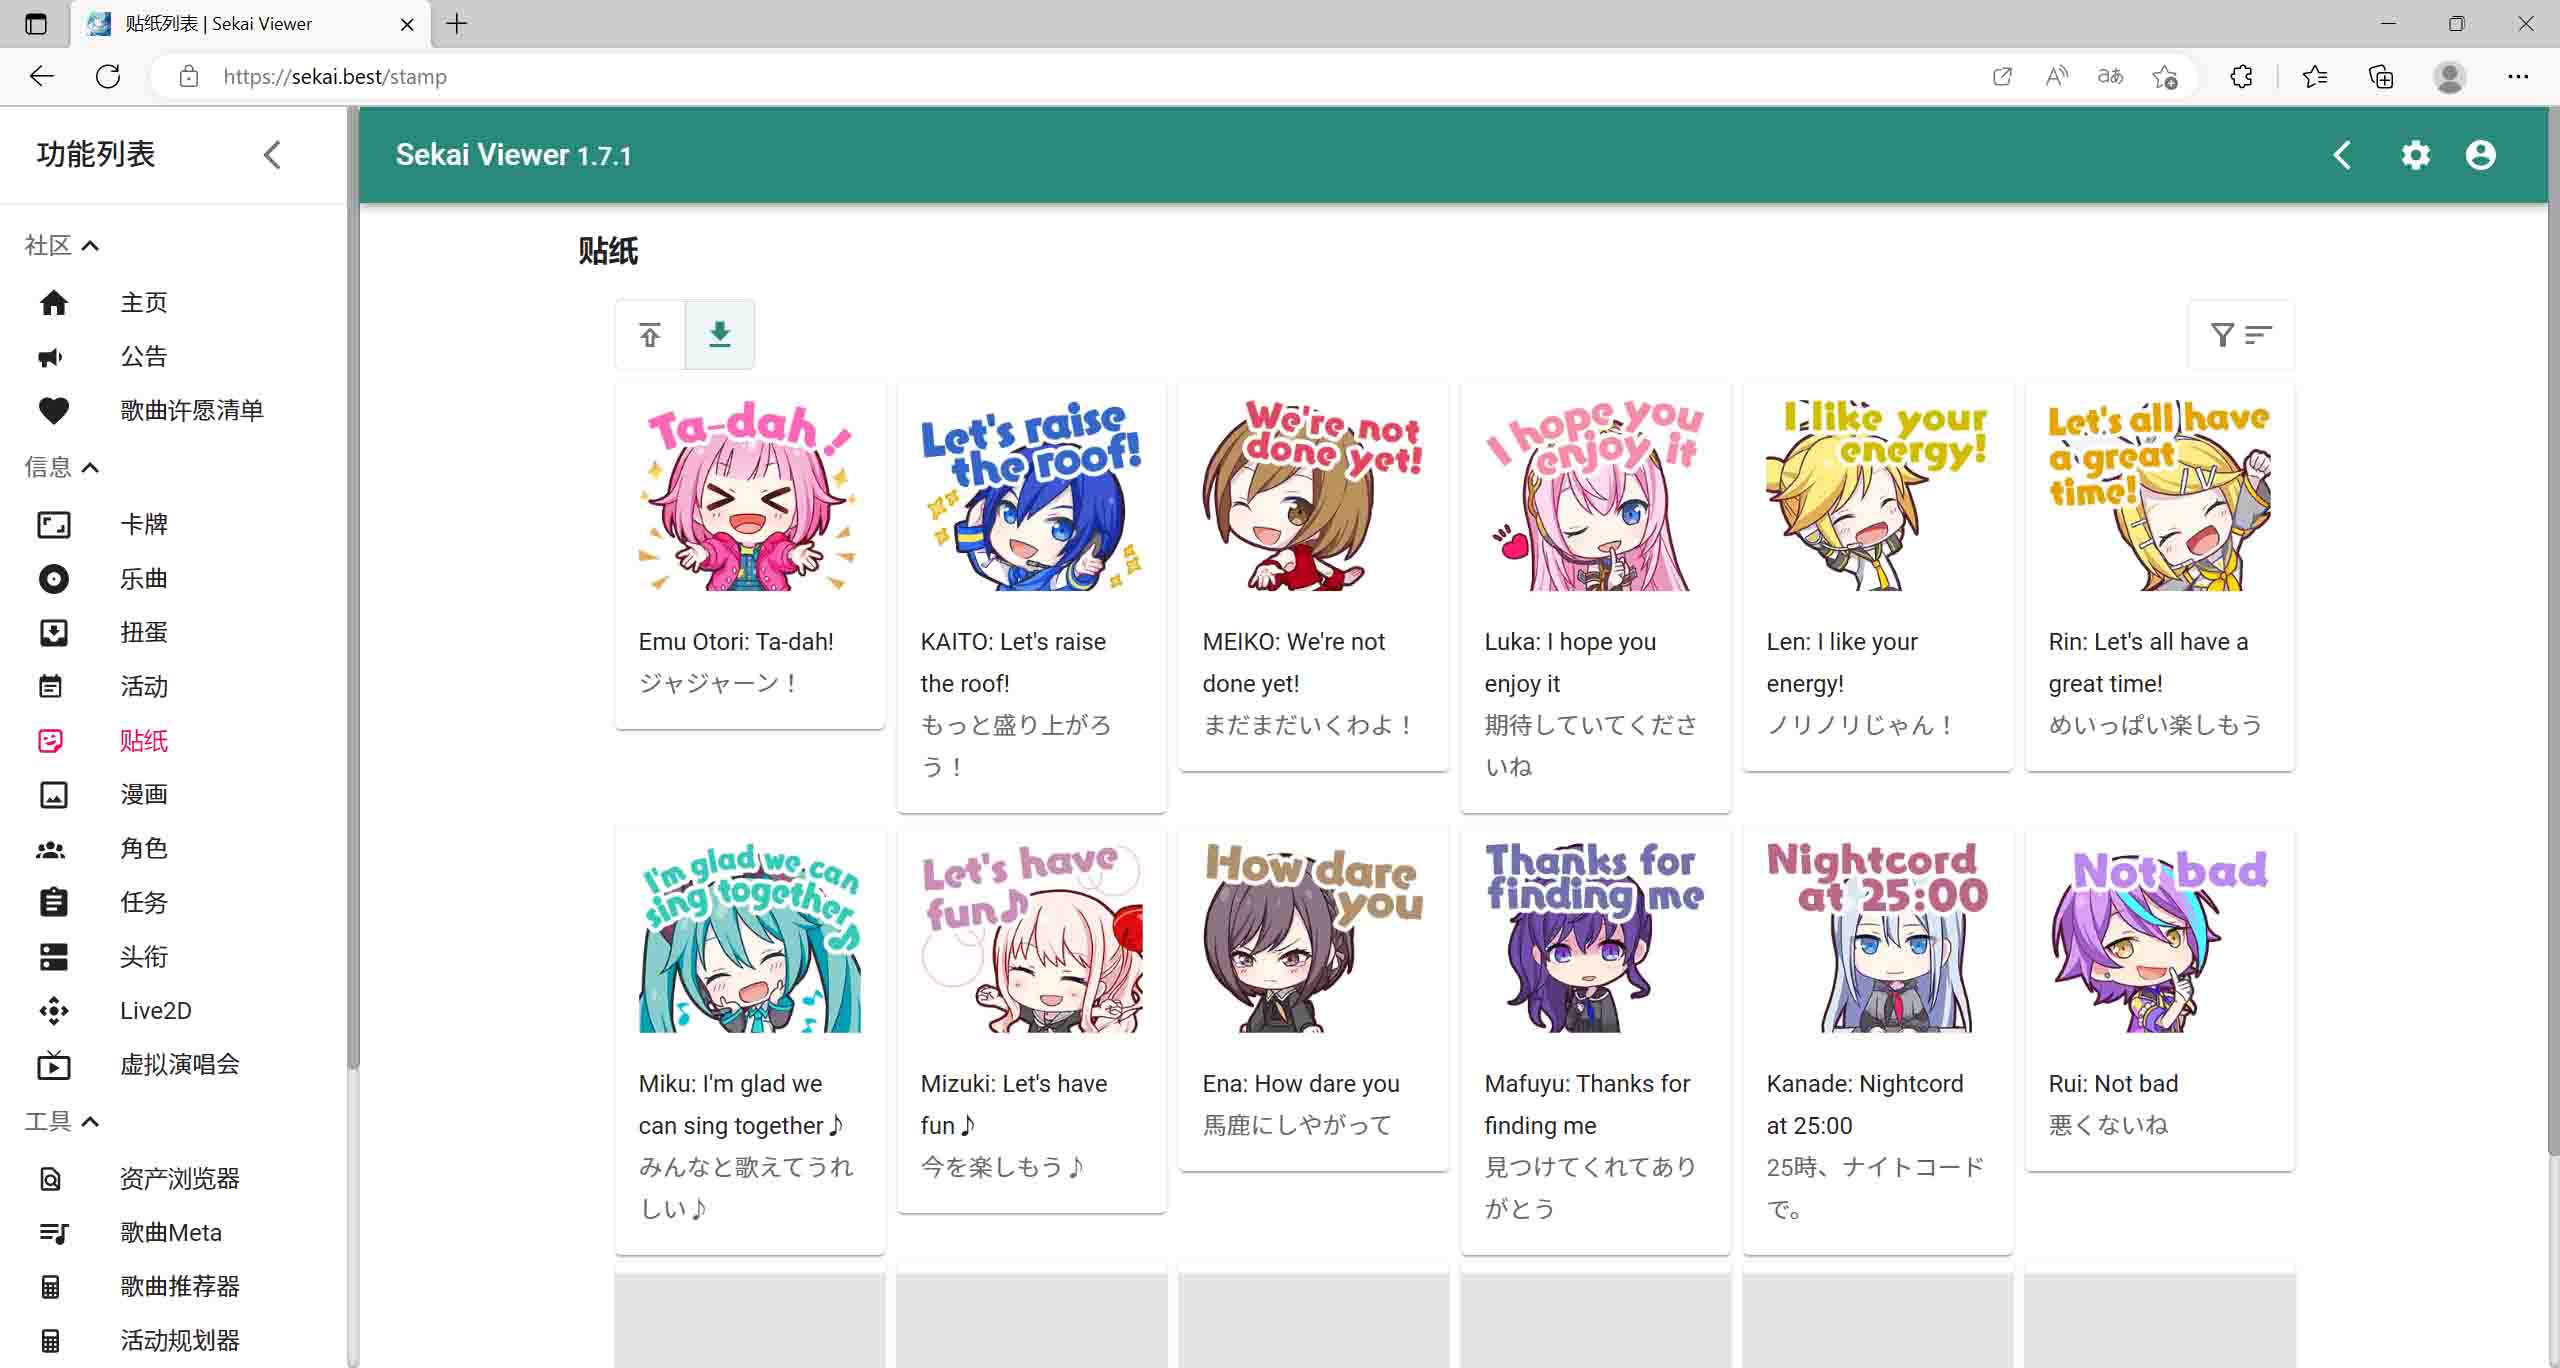 贴纸列表 | Sekai Viewer
https://sekai.best/stamp
功能列表
Sekai Viewer 1.7.1
社区
主页
公告
歌曲许愿清单
信息
卡牌
乐曲
扭蛋
活动
贴纸
漫画
角色
任务
头衔
Live2D
虚拟演唱会
工具
资产浏览器
歌曲Meta
歌曲推荐器
活动规划器
贴纸
Ta-dah!
Emu Otori: Ta-dah!
ジャジャーン！
Let's raise
the roof!
KAITO: Let's raise
the roof!
もっと盛り上がろ
う！
We're not
done yet!
MEIKO: We're not
done yet!
まだまだいくわよ！
I hope you
enjoy it
Luka: I hope you
enjoy it
期待していてくださ
いね
I like your
energy!
Len: I like your
energy!
ノリノリじゃん！
Let's all have
a great
time!
Rin: Let's all have a
great time!
めいっぱい楽しもう
I'm glad we can
sing together♪
Miku: I'm glad we
can sing together♪
みんなと歌えてうれ
しい♪
Let's have
fun♪
Mizuki: Let's have
fun♪
今を楽しもう♪
How dare
you
Ena: How dare you
馬鹿にしやがって
Thanks for
finding me
Mafuyu: Thanks for
finding me
見つけてくれてあり
がとう
Nightcord
at 25:00
Kanade: Nightcord
at 25:00
25時、ナイトコード
で。
Not bad
Rui: Not bad
悪くないね